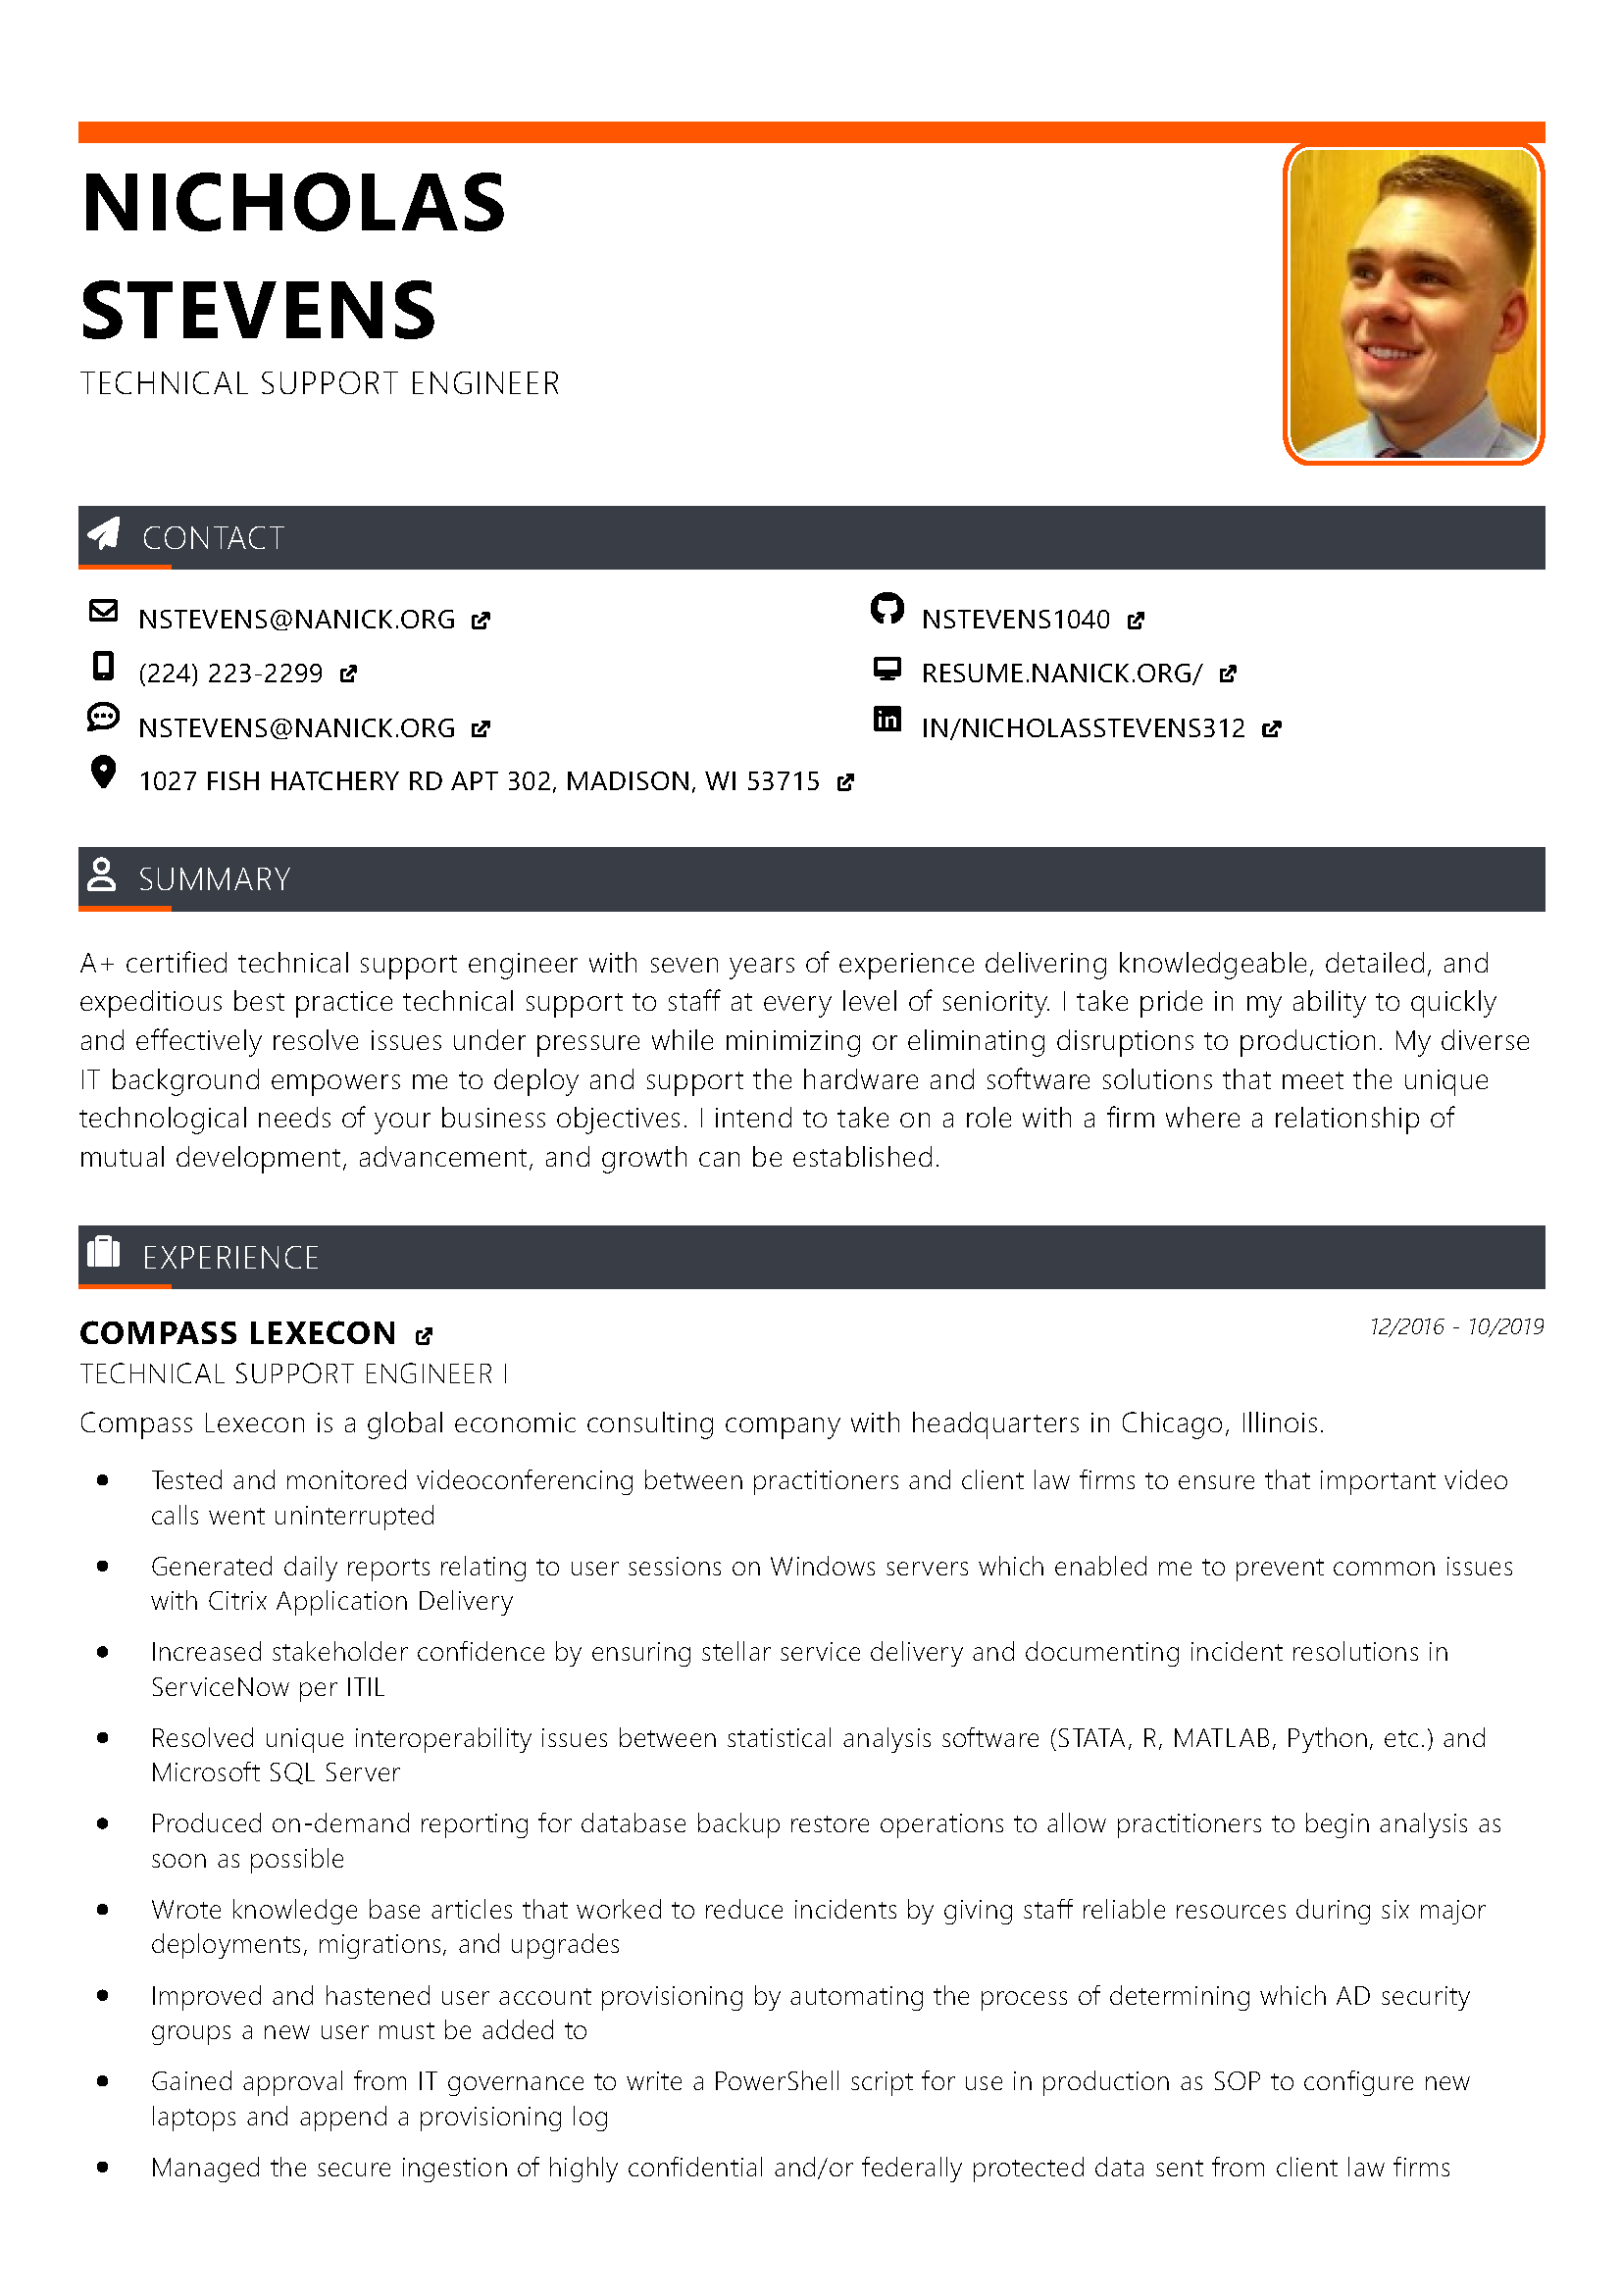 NICHOLAS
STEVENS
TECHNICAL SUPPORT ENGINEER
CONTACT
NSTEVENS@NANICK.ORG
(224) 223-2299
NSTEVENS@NANICK.ORG
1027 FISH HATCHERY RD APT 302, MADISON, WI 53715
NSTEVENS1040
RESUME.NANICK.ORG/
IN/NICHOLASSTEVENS312
SUMMARY
A+ certified technical support engineer with seven years of experience delivering knowledgeable, detailed, and
expeditious best practice technical support to staff at every level of seniority. I take pride in my ability to quickly
and effectively resolve issues under pressure while minimizing or eliminating disruptions to production. My diverse
IT background empowers me to deploy and support the hardware and software solutions that meet the unique
technological needs of your business objectives. I intend to take on a role with a firm where a relationship of
mutual development, advancement, and growth can be established.
EXPERIENCE
COMPASS LEXECON
12/2016 - 10/2019
TECHNICAL SUPPORT ENGINEER I
Compass Lexecon is a global economic consulting company with headquarters in Chicago, Illinois.
• Tested and monitored videoconferencing between practitioners and client law firms to ensure that important video
calls went uninterrupted
• Generated daily reports relating to user sessions on Windows servers which enabled me to prevent common issues
with Citrix Application Delivery
• Increased stakeholder confidence by ensuring stellar service delivery and documenting incident resolutions in
ServiceNow per ITIL
• Resolved unique interoperability issues between statistical analysis software (STATA, R, MATLAB, Python, etc.) and
Microsoft SQL Server
• Produced on-demand reporting for database backup restore operations to allow practitioners to begin analysis as
soon as possible
• Wrote knowledge base articles that worked to reduce incidents by giving staff reliable resources during six major
deployments, migrations, and upgrades
• Improved and hastened user account provisioning by automating the process of determining which AD security
groups a new user must be added to
• Gained approval from IT governance to write a PowerShell script for use in production as SOP to configure new
laptops and append a provisioning log
• Managed the secure ingestion of highly confidential and/or federally protected data sent from client law firms